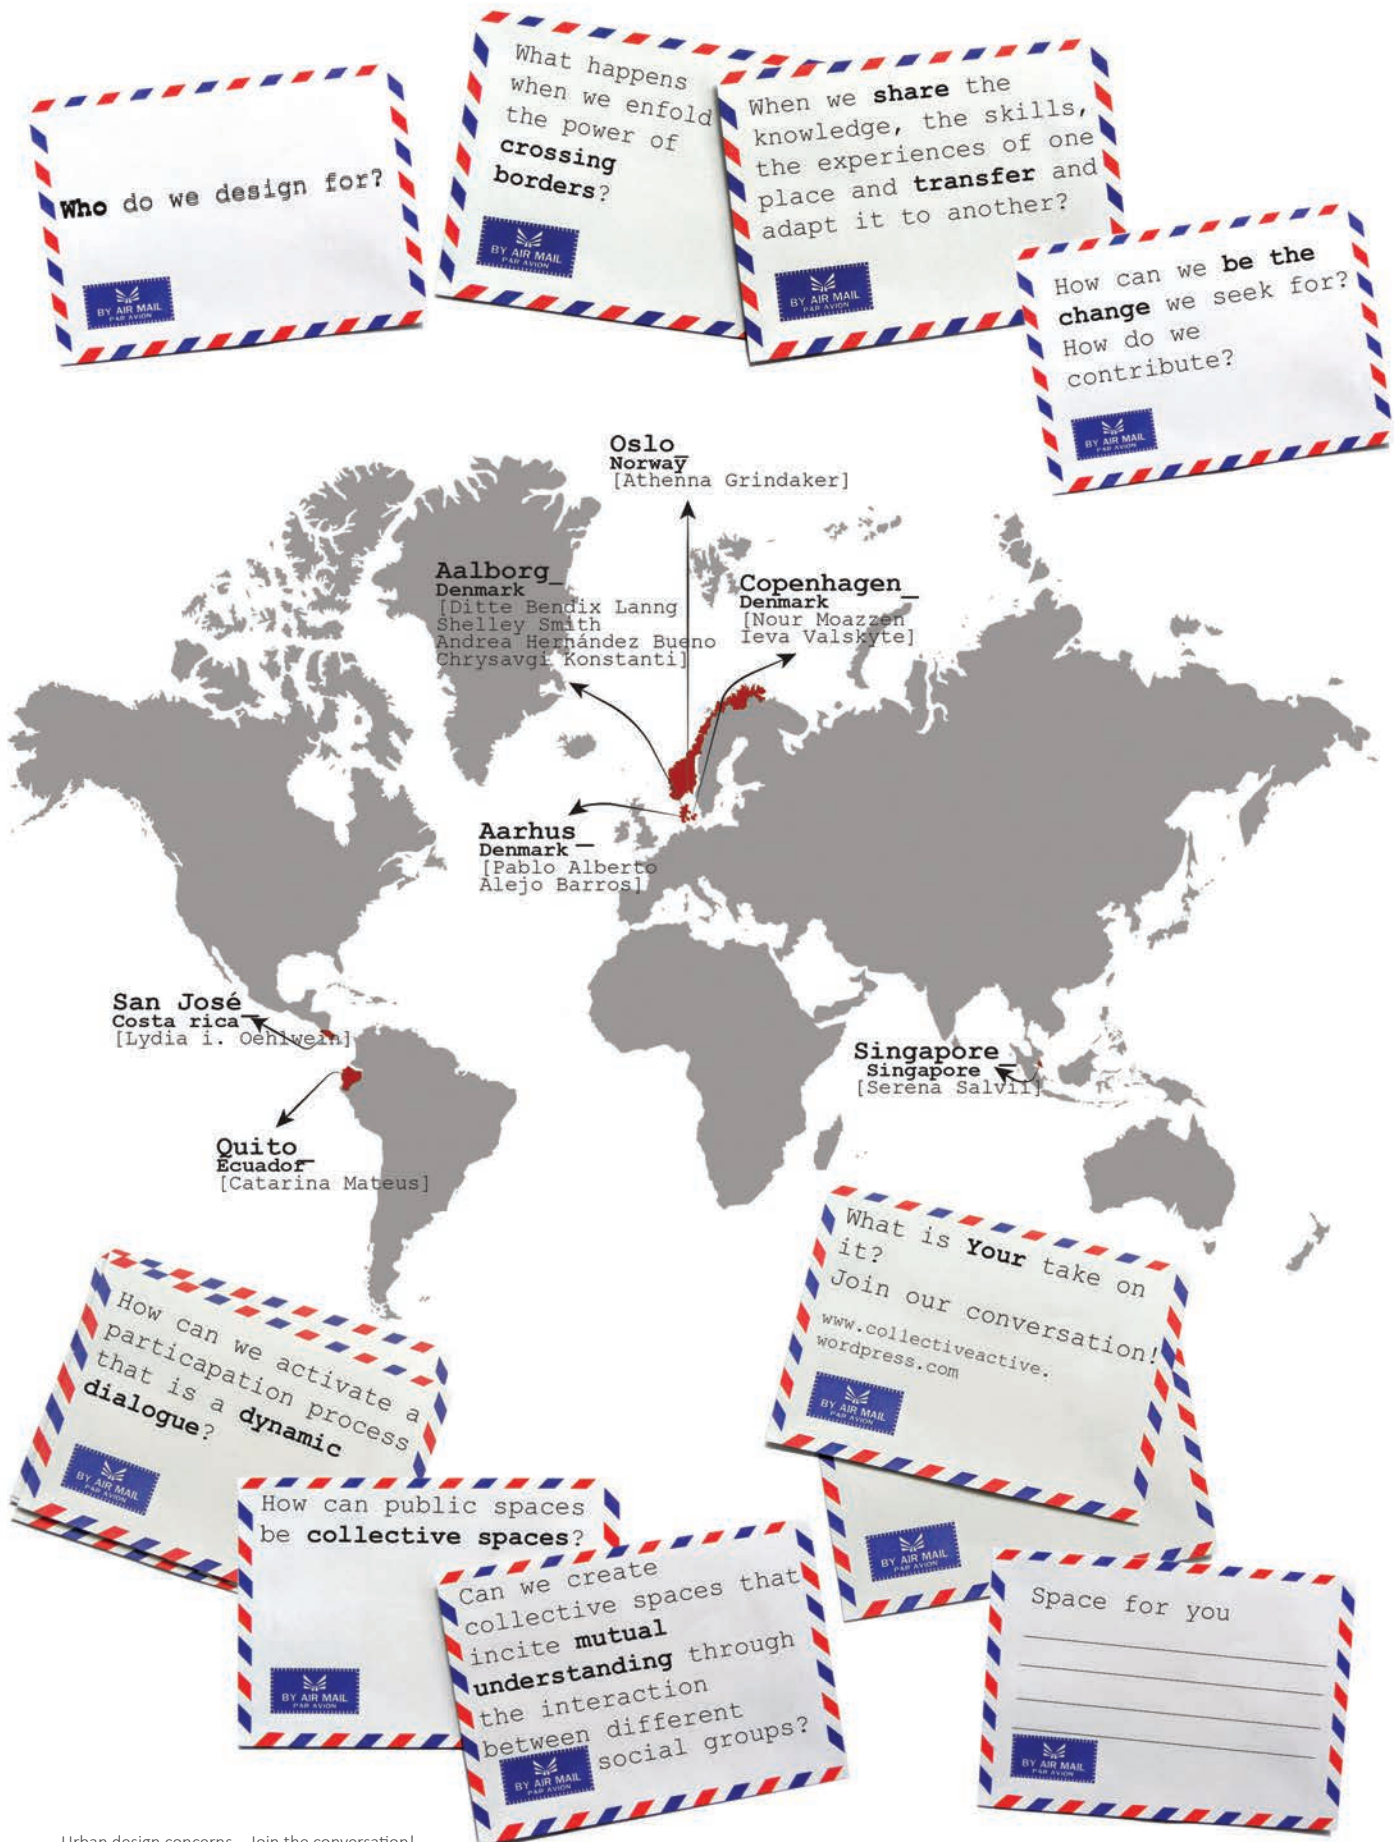 Who do we design for?
BY AIR MAIL
PAR AVION
What happens
when we enfold
the power of
crossing
borders?
BY AIR MAIL
PAR AVION
When we share the
knowledge, the skills,
the experiences of one
place and transfer and
adapt it to another?
BY AIR MAIL
PAR AVION
How can we be the
change we seek for?
How do we
contribute?
BY AIR MAIL
PAR AVION
Oslo_
Norway
[Athenna Grindaker]
Aalborg_
Denmark
[Ditte Bendix Lanng
Shelley Smith
Andrea Hernández Bueno
Chrysavgi Konstanti]
Copenhagen_
Denmark
[Nour Moazzen
Ieva Valskyte]
Aarhus_
Denmark
[Pablo Alberto
Alejo Barros]
San José_
Costa rica
[Lydia i. Oehlwein]
Singapore_
Singapore
[Serena Salvil]
Quito_
Ecuador
[Catarina Mateus]
How can we activate a
particapation process
that is a dynamic
dialogue?
BY AIR MAIL
PAR AVION
What is Your take on
it?
Join our conversation!
www.collectiveactive.
wordpress.com
BY AIR MAIL
PAR AVION
How can public spaces
be collective spaces?
BY AIR MAIL
PAR AVION
Can we create
collective spaces that
incite mutual
understanding through
the interaction
between different
social groups?
BY AIR MAIL
PAR AVION
BY AIR MAIL
PAR AVION
Space for you
BY AIR MAIL
PAR AVION